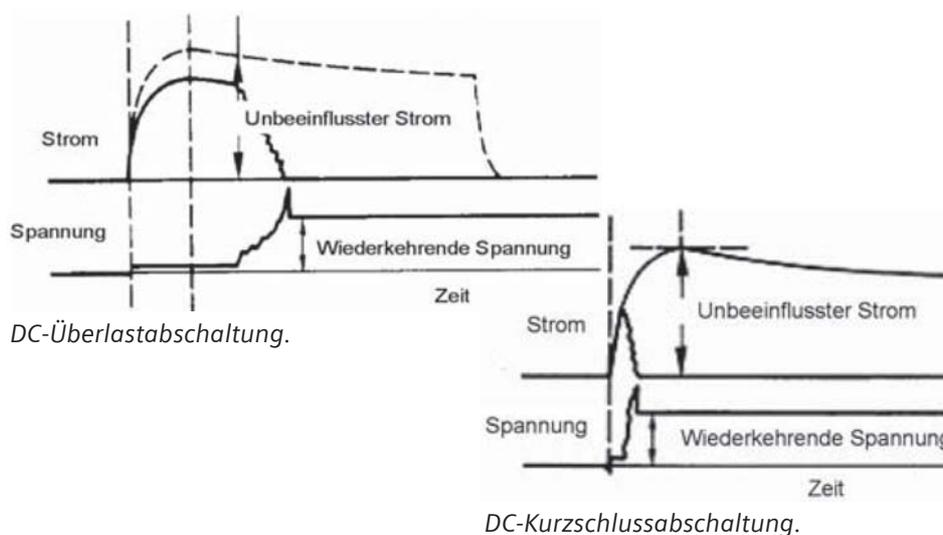 Strom
Unbeeinflusster Strom
Spannung
Wiederkehrende Spannung
Zeit
DC-Überlastabschaltung.
Strom
Unbeeinflusster Strom
Spannung
Wiederkehrende Spannung
Zeit
DC-Kurzschlussabschaltung.